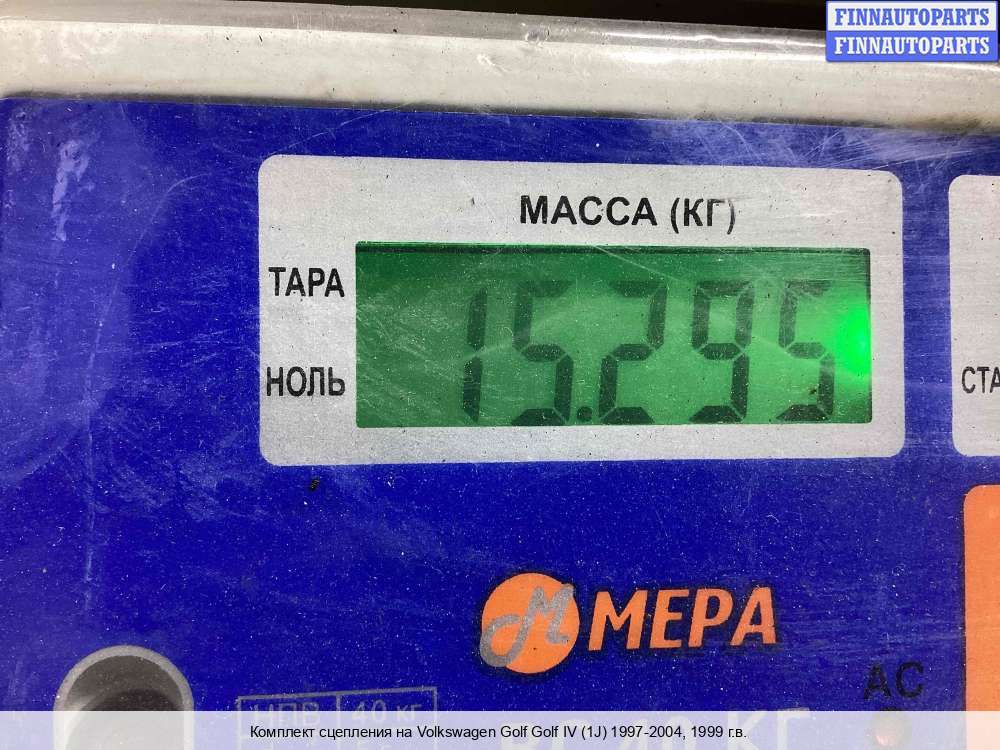 FINNAUTOPARTS
FINNAUTOPARTS
МАССА (КГ)
ТАРА
15.295
НОЛЬ
СТА
МЕРА
АС
НПВ 40 кг
Комплект сцепления на Volkswagen Golf Golf IV (1J) 1997-2004, 1999 г.в.